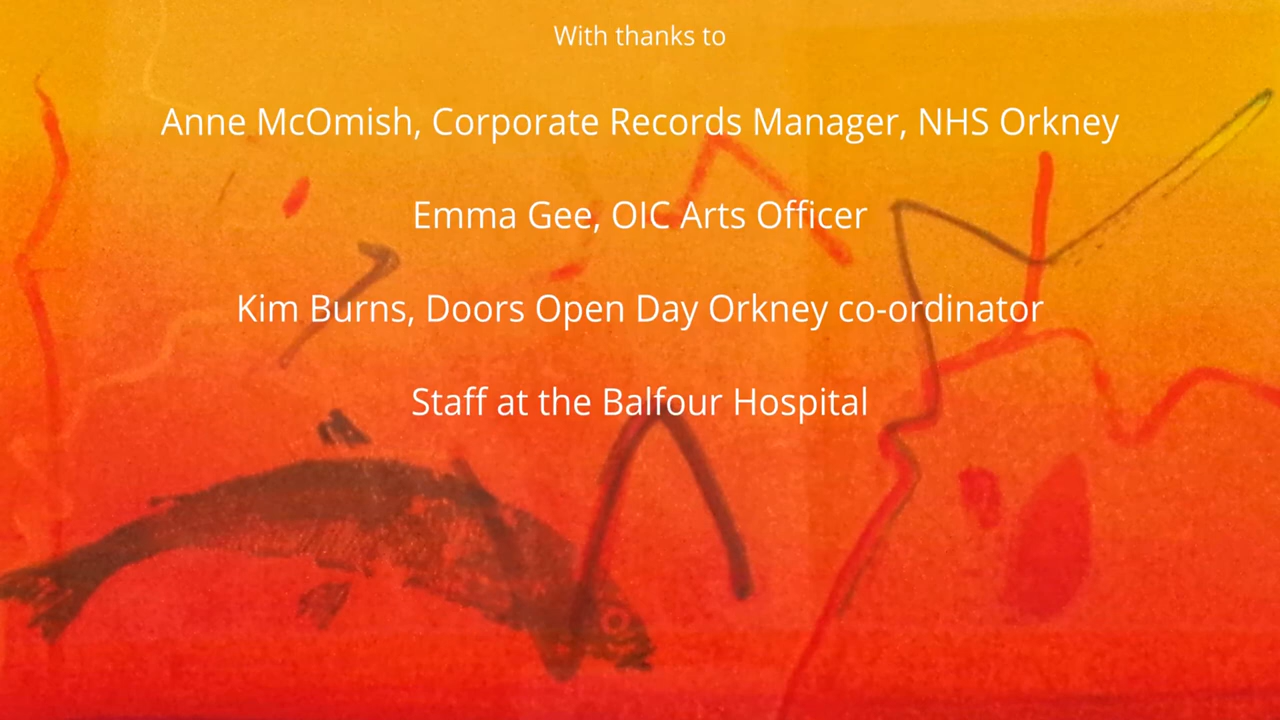 With thanks to
Anne McOmish, Corporate Records Manager, NHS Orkney
Emma Gee, OIC Arts Officer
Kim Burns, Doors Open Day Orkney co-ordinator
Staff at the Balfour Hospital